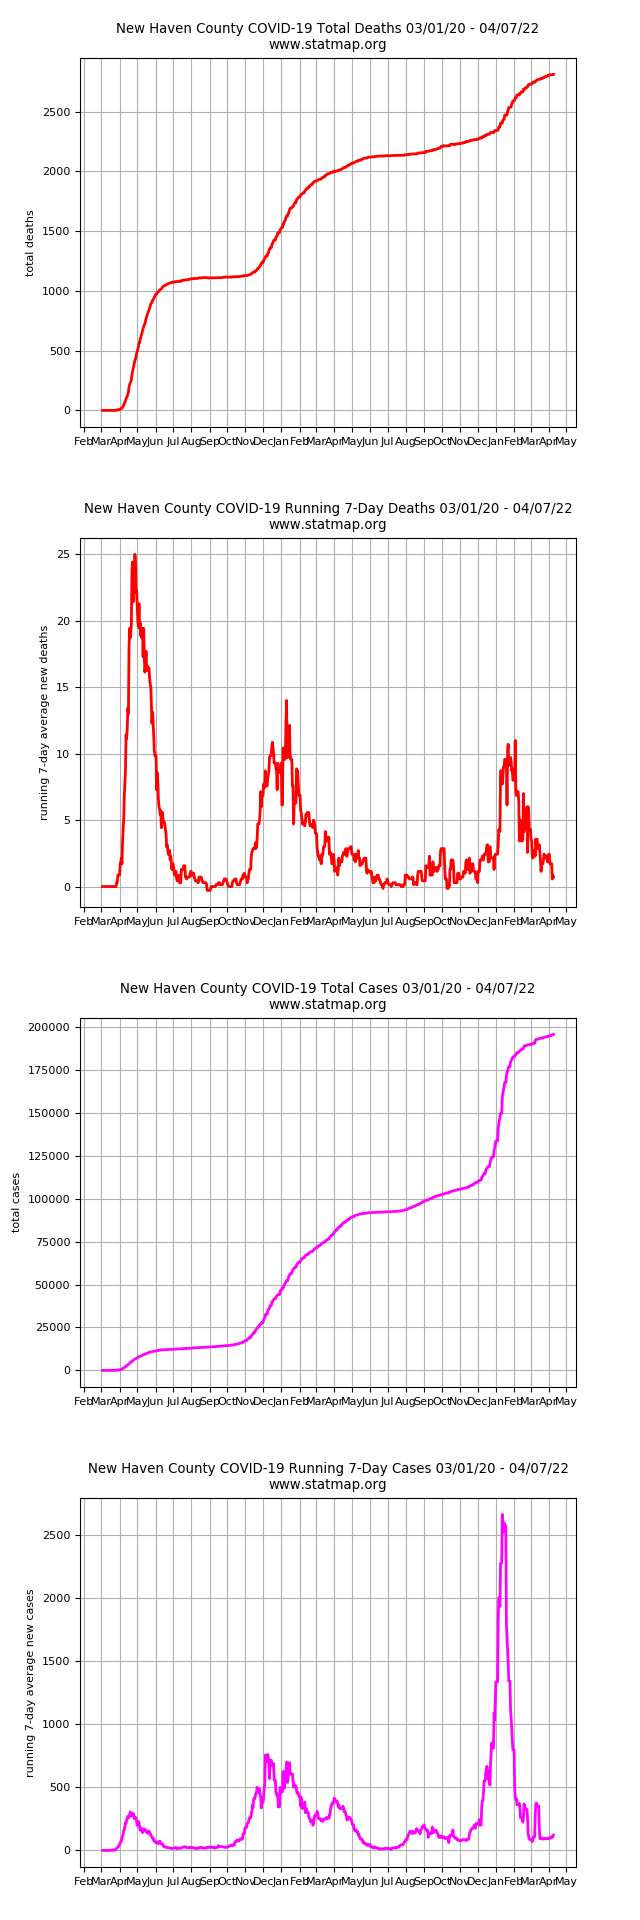 New Haven County COVID-19 Total Deaths 03/01/20 - 04/07/22
www.statmap.org
2500
2000
1500
1000
500
0
total deaths
Feb Mar Apr May Jun Jul Aug Sep Oct Nov Dec Jan Feb Mar Apr May Jun Jul Aug Sep Oct Nov Dec Jan Feb Mar Apr May
New Haven County COVID-19 Running 7-Day Deaths 03/01/20 - 04/07/22
www.statmap.org
25
20
15
10
5
0
running 7-day average new deaths
Feb Mar Apr May Jun Jul Aug Sep Oct Nov Dec Jan Feb Mar Apr May Jun Jul Aug Sep Oct Nov Dec Jan Feb Mar Apr May
New Haven County COVID-19 Total Cases 03/01/20 - 04/07/22
www.statmap.org
200000
175000
150000
125000
100000
75000
50000
25000
0
total cases
Feb Mar Apr May Jun Jul Aug Sep Oct Nov Dec Jan Feb Mar Apr May Jun Jul Aug Sep Oct Nov Dec Jan Feb Mar Apr May
New Haven County COVID-19 Running 7-Day Cases 03/01/20 - 04/07/22
www.statmap.org
2500
2000
1500
1000
500
0
running 7-day average new cases
Feb Mar Apr May Jun Jul Aug Sep Oct Nov Dec Jan Feb Mar Apr May Jun Jul Aug Sep Oct Nov Dec Jan Feb Mar Apr May